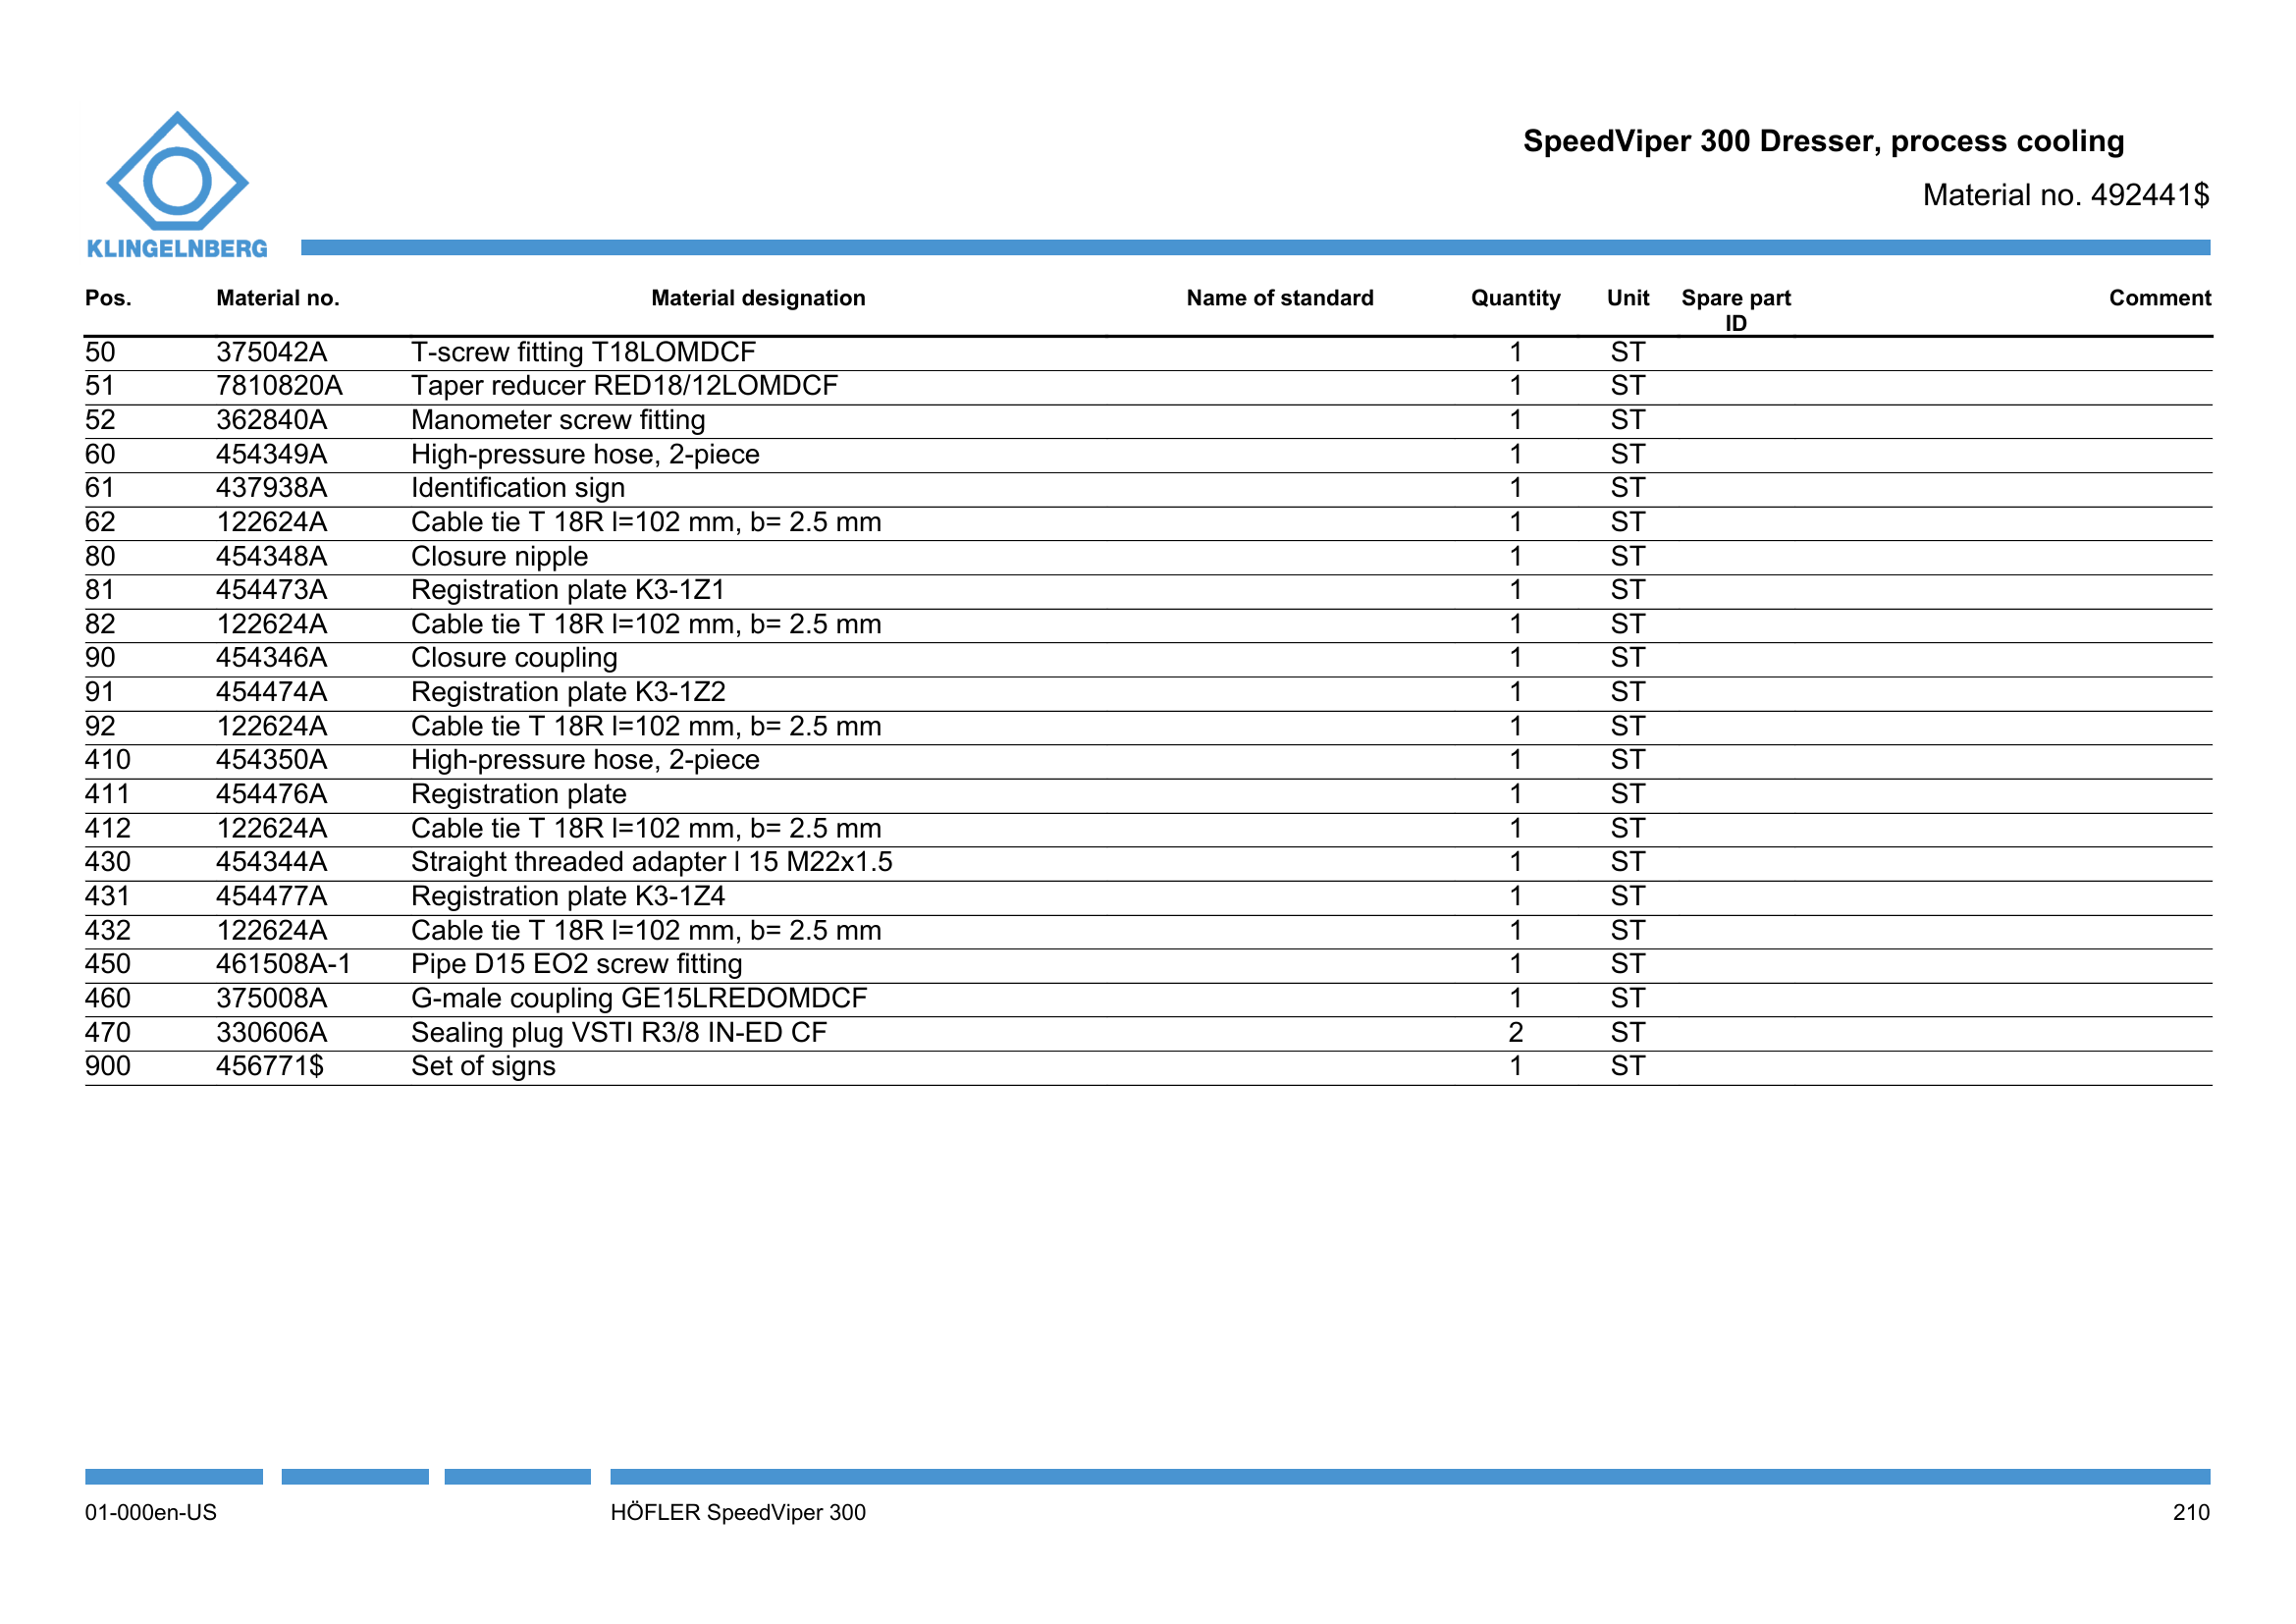 KLINGELNBERG
SpeedViper 300 Dresser, process cooling
Material no. 492441$
Pos. Material no. Material designation Name of standard Quantity Unit Spare part ID Comment
50 375042A T-screw fitting T18LOMDCF 1 ST
51 7810820A Taper reducer RED18/12LOMDCF 1 ST
52 362840A Manometer screw fitting 1 ST
60 454349A High-pressure hose, 2-piece 1 ST
61 437938A Identification sign 1 ST
62 122624A Cable tie T 18R l=102 mm, b= 2.5 mm 1 ST
80 454348A Closure nipple 1 ST
81 454473A Registration plate K3-1Z1 1 ST
82 122624A Cable tie T 18R l=102 mm, b= 2.5 mm 1 ST
90 454346A Closure coupling 1 ST
91 454474A Registration plate K3-1Z2 1 ST
92 122624A Cable tie T 18R l=102 mm, b= 2.5 mm 1 ST
410 454350A High-pressure hose, 2-piece 1 ST
411 454476A Registration plate 1 ST
412 122624A Cable tie T 18R l=102 mm, b= 2.5 mm 1 ST
430 454344A Straight threaded adapter l 15 M22x1.5 1 ST
431 454477A Registration plate K3-1Z4 1 ST
432 122624A Cable tie T 18R l=102 mm, b= 2.5 mm 1 ST
450 461508A-1 Pipe D15 EO2 screw fitting 1 ST
460 375008A G-male coupling GE15LREDOMDCF 1 ST
470 330606A Sealing plug VSTI R3/8 IN-ED CF 2 ST
900 456771$ Set of signs 1 ST
01-000en-US HÖFLER SpeedViper 300 210